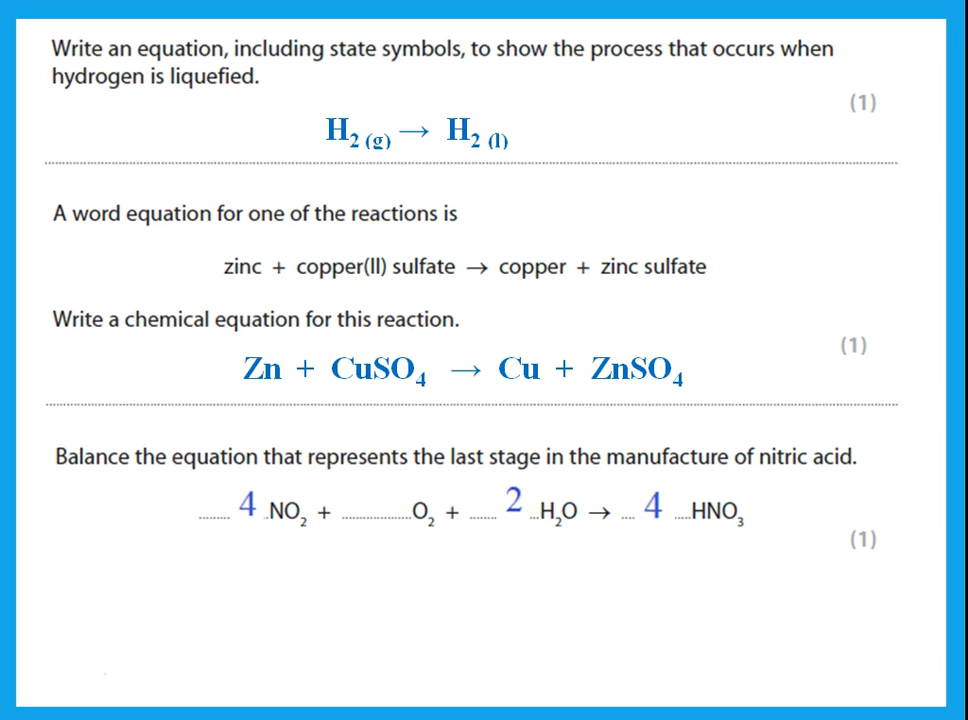 Write an equation, including state symbols, to show the process that occurs when
hydrogen is liquefied.
(1)
H₂ (g) → H₂ (l)
A word equation for one of the reactions is
zinc + copper(II) sulfate → copper + zinc sulfate
Write a chemical equation for this reaction.
(1)
Zn + CuSO₄ → Cu + ZnSO₄
Balance the equation that represents the last stage in the manufacture of nitric acid.
......... 4 ..NO₂ + .....................O₂ + ........ 2 ...H₂O → .... 4 .....HNO₃
(1)